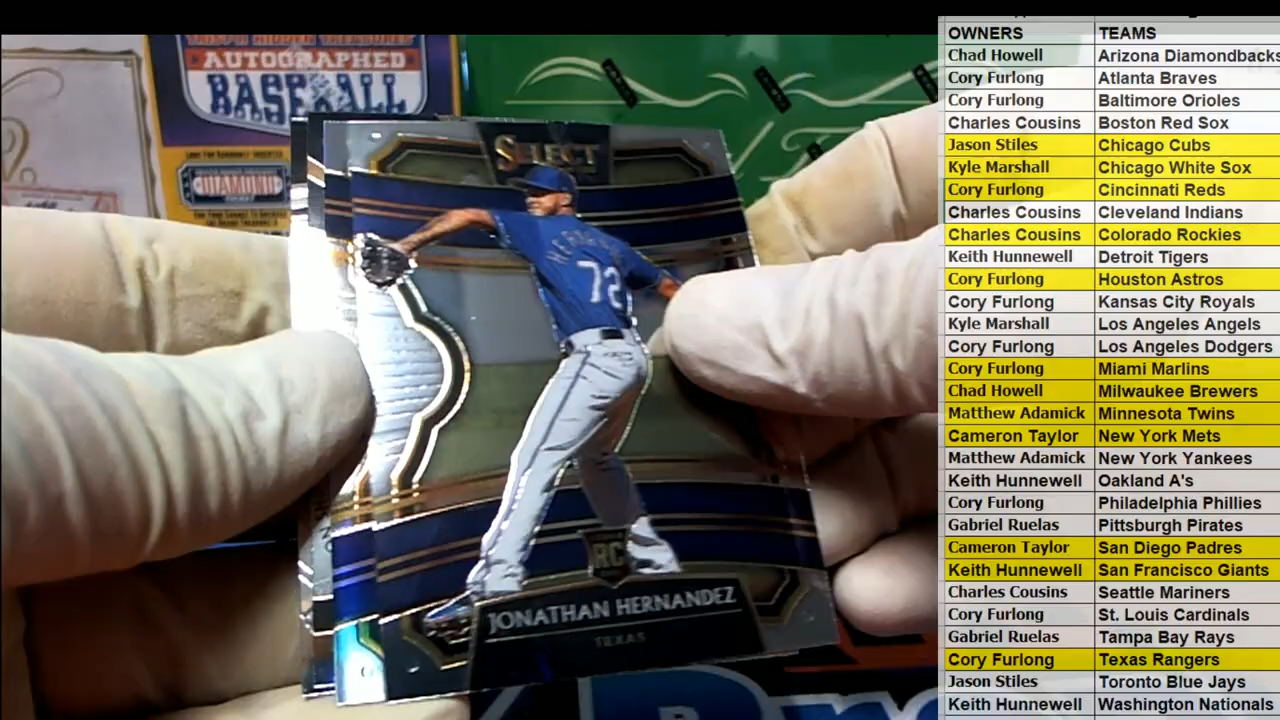 AUTOGRAPHED
BASEBALL
DIAMOND
SELECT
72
RC
JONATHAN HERNANDEZ
TEXAS
OWNERS TEAMS
Chad Howell Arizona Diamondbacks
Cory Furlong Atlanta Braves
Cory Furlong Baltimore Orioles
Charles Cousins Boston Red Sox
Jason Stiles Chicago Cubs
Kyle Marshall Chicago White Sox
Cory Furlong Cincinnati Reds
Charles Cousins Cleveland Indians
Charles Cousins Colorado Rockies
Keith Hunnewell Detroit Tigers
Cory Furlong Houston Astros
Cory Furlong Kansas City Royals
Kyle Marshall Los Angeles Angels
Cory Furlong Los Angeles Dodgers
Cory Furlong Miami Marlins
Chad Howell Milwaukee Brewers
Matthew Adamick Minnesota Twins
Cameron Taylor New York Mets
Matthew Adamick New York Yankees
Keith Hunnewell Oakland A's
Cory Furlong Philadelphia Phillies
Gabriel Ruelas Pittsburgh Pirates
Cameron Taylor San Diego Padres
Keith Hunnewell San Francisco Giants
Charles Cousins Seattle Mariners
Cory Furlong St. Louis Cardinals
Gabriel Ruelas Tampa Bay Rays
Cory Furlong Texas Rangers
Jason Stiles Toronto Blue Jays
Keith Hunnewell Washington Nationals